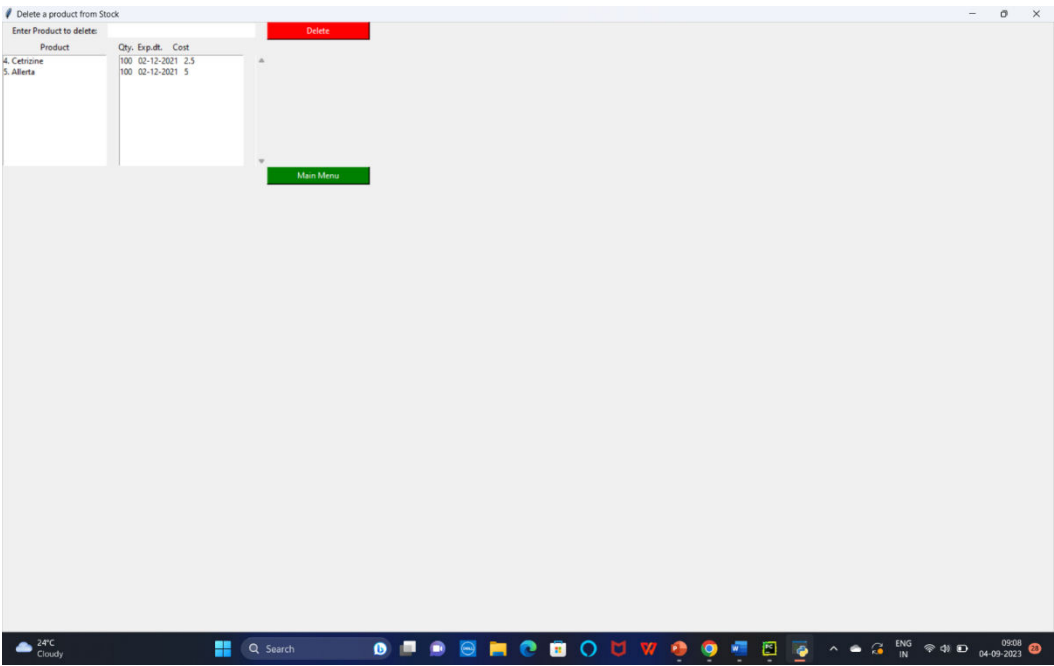 Delete a product from Stock
Enter Product to delete: Delete
Product Qty. Exp.dt. Cost
4. Cetrizine 100 02-12-2021 2.5
5. Allerta 100 02-12-2021 5
Main Menu
24°C
Cloudy
Search
ENG
IN
09:08
04-09-2023
28